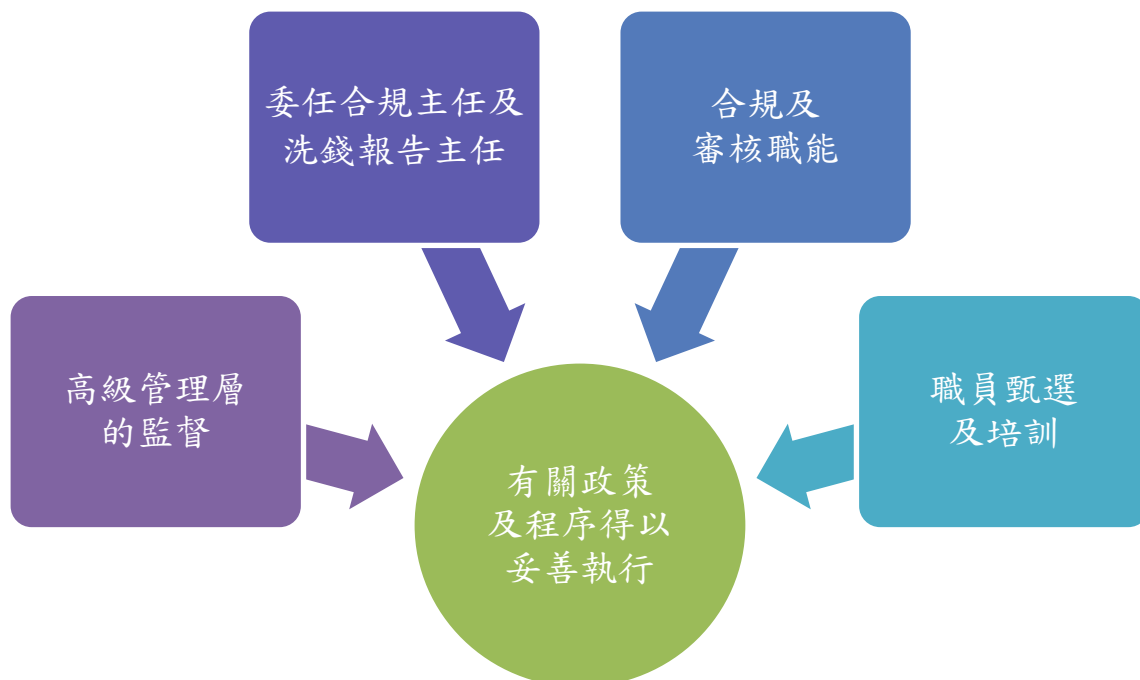 委任合規主任及
洗錢報告主任
合規及
審核職能
高級管理層
的監督
職員甄選
及培訓
有關政策
及程序得以
妥善執行